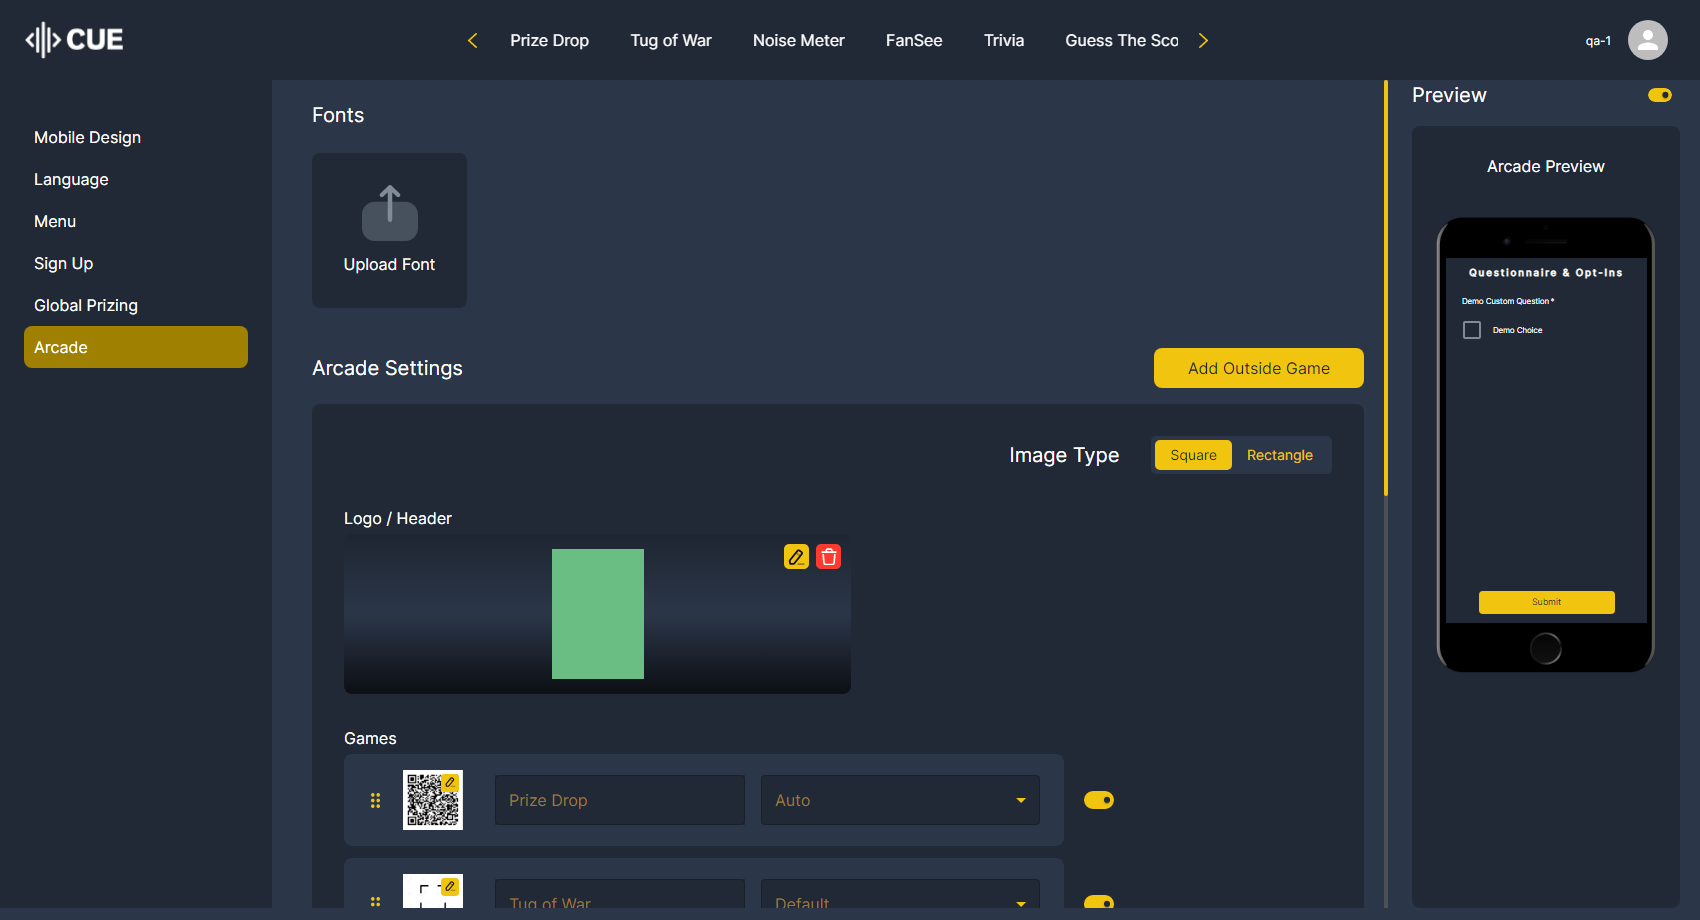 CUE
Prize Drop
Tug of War
Noise Meter
FanSee
Trivia
Guess The Sco
qa-1
Mobile Design
Language
Menu
Sign Up
Global Prizing
Arcade
Fonts
Upload Font
Arcade Settings
Add Outside Game
Image Type
Square
Rectangle
Logo / Header
Games
Prize Drop
Auto
Tug of War
Default
Preview
Arcade Preview
Questionnaire & Opt-Ins
Demo Custom Question *
Demo Choice
Submit